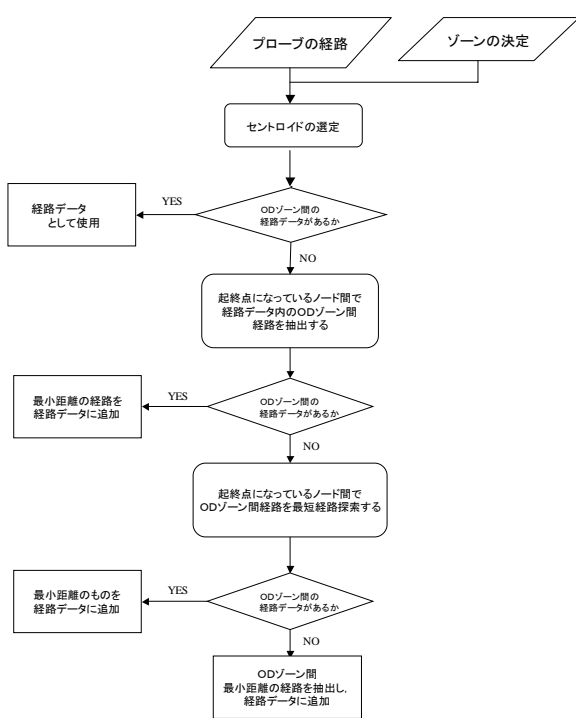 プローブの経路
ゾーンの決定
セントロイドの選定
ODゾーン間の
経路データがあるか
YES
経路データ
として使用
NO
起終点になっているノード間で
経路データ内のODゾーン間
経路を抽出する
ODゾーン間の
経路データがあるか
YES
最小距離の経路を
経路データに追加
NO
起終点になっているノード間で
ODゾーン間経路を最短経路探索する
ODゾーン間の
経路データがあるか
YES
最小距離のものを
経路データに追加
NO
ODゾーン間
最小距離の経路を抽出し,
経路データに追加